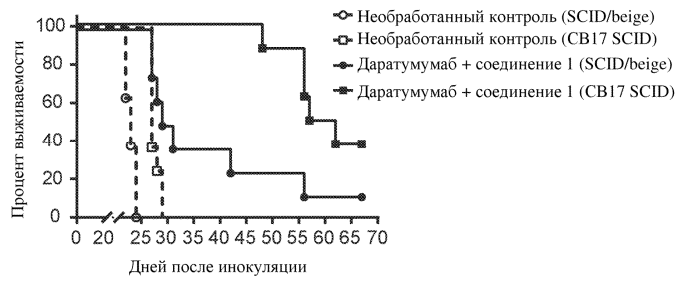 Необработанный контроль (SCID/beige)
Необработанный контроль (CB17 SCID)
Даратумумаб + соединение 1 (SCID/beige)
Даратумумаб + соединение 1 (CB17 SCID)
Процент выживаемости
100
80
60
40
20
0
0 20 25 30 35 40 45 50 55 60 65 70
Дней после инокуляции